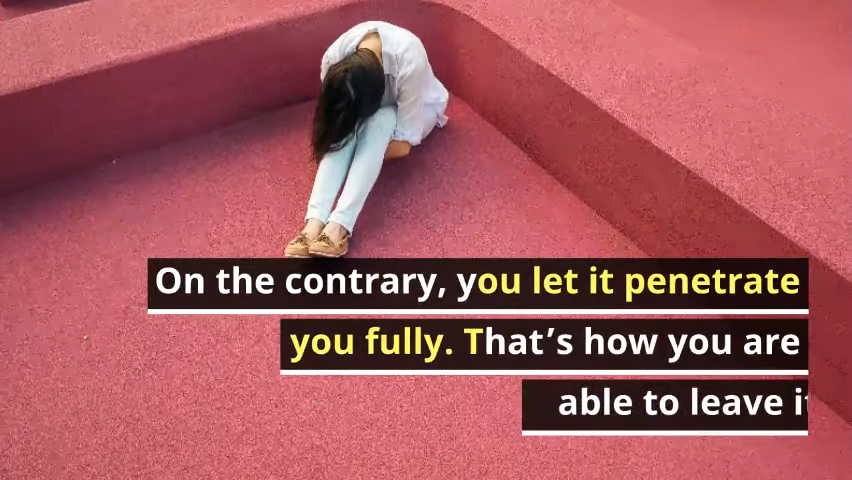 On the contrary, you let it penetrate
you fully. That’s how you are
able to leave it